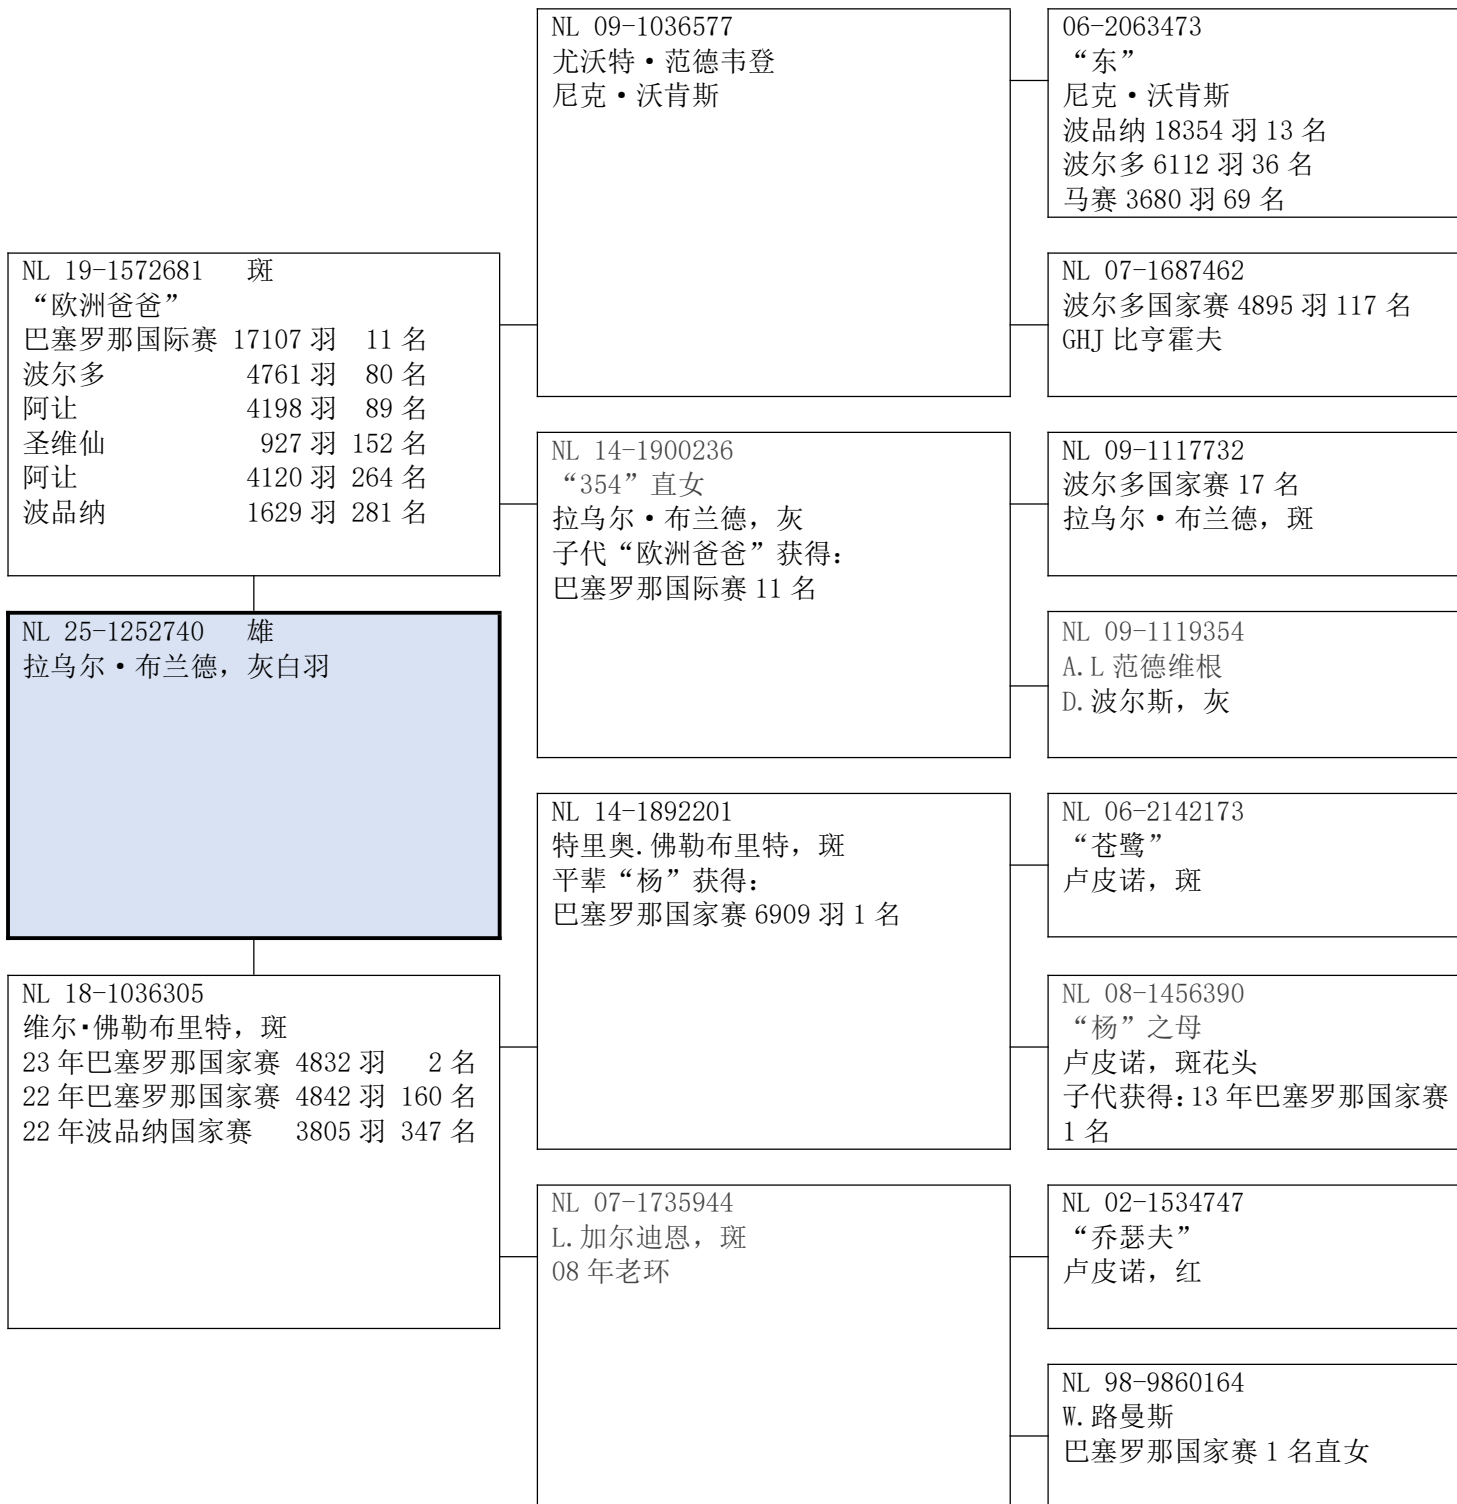 NL 09-1036577
尤沃特•范德韦登
尼克•沃肯斯
06-2063473
“东”
尼克•沃肯斯
波品纳 18354 羽 13 名
波尔多 6112 羽 36 名
马赛 3680 羽 69 名
NL 19-1572681 斑
“欧洲爸爸”
巴塞罗那国际赛 17107 羽 11 名
波尔多 4761 羽 80 名
阿让 4198 羽 89 名
圣维仙 927 羽 152 名
阿让 4120 羽 264 名
波品纳 1629 羽 281 名
NL 07-1687462
波尔多国家赛 4895 羽 117 名
GHJ 比亨霍夫
NL 14-1900236
“354”直女
拉乌尔•布兰德，灰
子代“欧洲爸爸”获得：
巴塞罗那国际赛 11 名
NL 09-1117732
波尔多国家赛 17 名
拉乌尔•布兰德，斑
NL 25-1252740 雄
拉乌尔•布兰德，灰白羽
NL 09-1119354
A.L 范德维根
D.波尔斯，灰
NL 14-1892201
特里奥.佛勒布里特，斑
平辈“杨”获得：
巴塞罗那国家赛 6909 羽 1 名
NL 06-2142173
“苍鹭”
卢皮诺，斑
NL 18-1036305
维尔•佛勒布里特，斑
23 年巴塞罗那国家赛 4832 羽 2 名
22 年巴塞罗那国家赛 4842 羽 160 名
22 年波品纳国家赛 3805 羽 347 名
NL 08-1456390
“杨”之母
卢皮诺，斑花头
子代获得：13 年巴塞罗那国家赛
1 名
NL 07-1735944
L.加尔迪恩，斑
08 年老环
NL 02-1534747
“乔瑟夫”
卢皮诺，红
NL 98-9860164
W.路曼斯
巴塞罗那国家赛 1 名直女